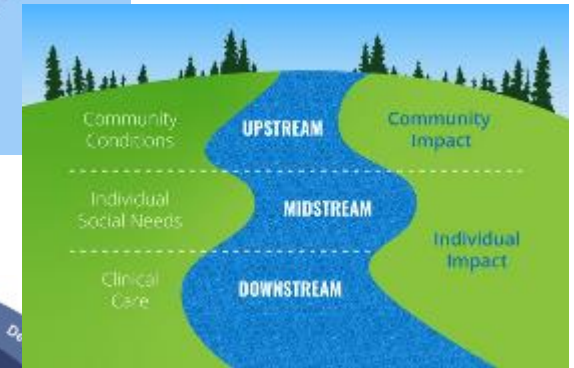 Community
Conditions
UPSTREAM
Community
Impact
Individual
Social Needs
MIDSTREAM
Individual
Impact
Clinical
Care
DOWNSTREAM